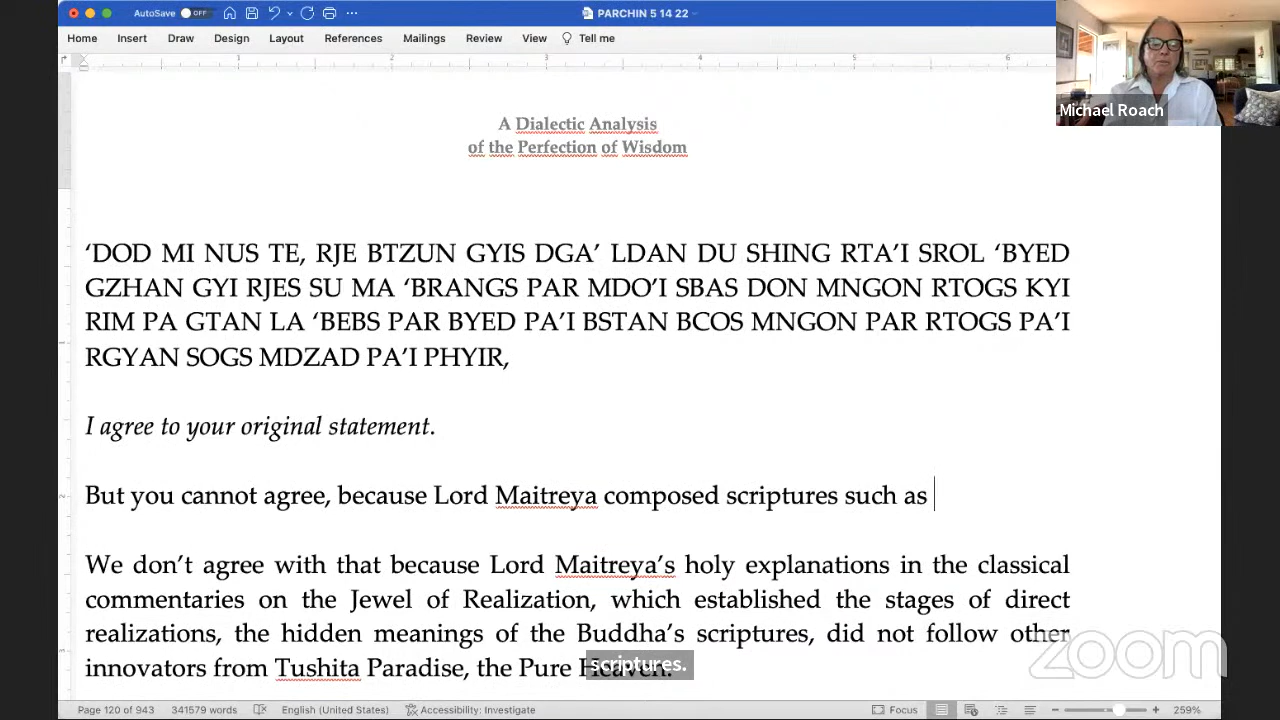 AutoSave OFF
PARCHIN 5 14 22
Home Insert Draw Design Layout References Mailings Review View Tell me
1 2 3 4 5 6
Michael Roach
A Dialectic Analysis
of the Perfection of Wisdom
‘DOD MI NUS TE, RJE BTZUN GYIS DGA’ LDAN DU SHING RTA’I SROL ‘BYED
GZHAN GYI RJES SU MA ‘BRANGS PAR MDO’I SBAS DON MNGON RTOGS KYI
RIM PA GTAN LA ‘BEBS PAR BYED PA’I BSTAN BCOS MNGON PAR RTOGS PA’I
RGYAN SOGS MDZAD PA’I PHYIR,
I agree to your original statement.
But you cannot agree, because Lord Maitreya composed scriptures such as
We don’t agree with that because Lord Maitreya’s holy explanations in the classical
commentaries on the Jewel of Realization, which established the stages of direct
realizations, the hidden meanings of the Buddha’s scriptures, did not follow other
innovators from Tushita Paradise, the Pure Heaven.
scriptures.
zoom
Page 120 of 943 341579 words English (United States) Accessibility: Investigate Focus 259%